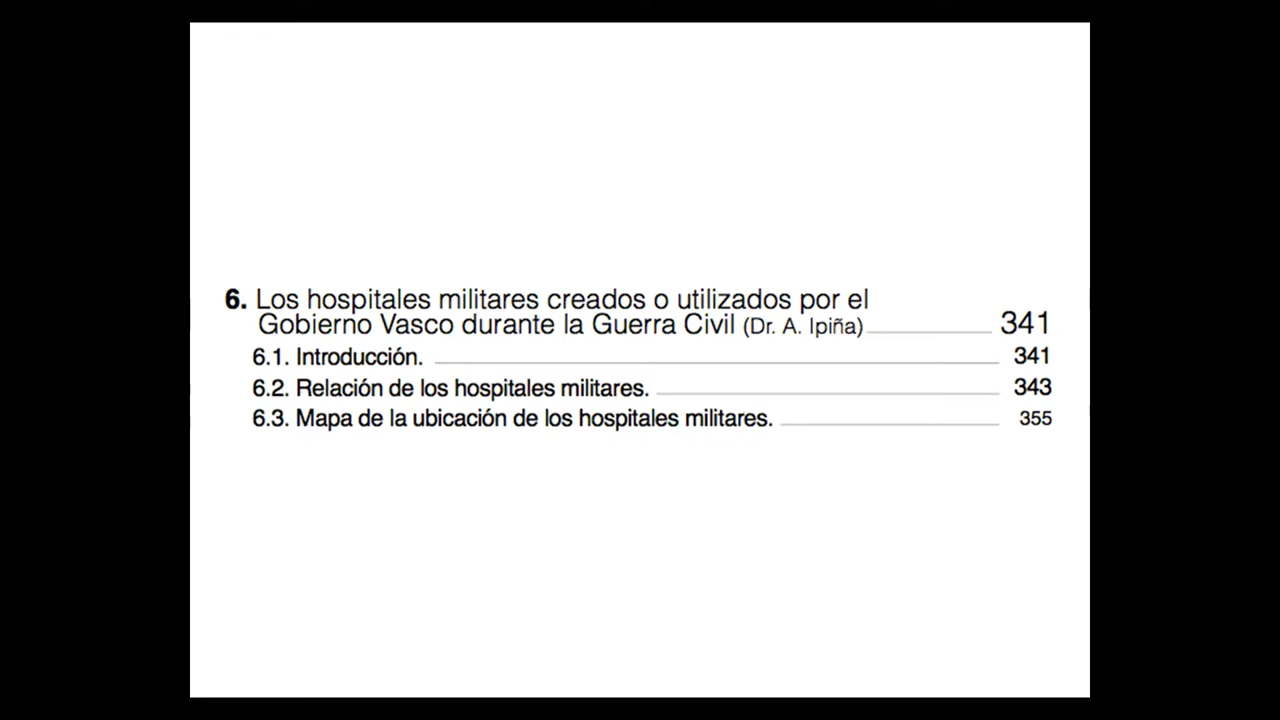 6. Los hospitales militares creados o utilizados por el
Gobierno Vasco durante la Guerra Civil (Dr. A. Ipiña) 341
6.1. Introducción. 341
6.2. Relación de los hospitales militares. 343
6.3. Mapa de la ubicación de los hospitales militares. 355